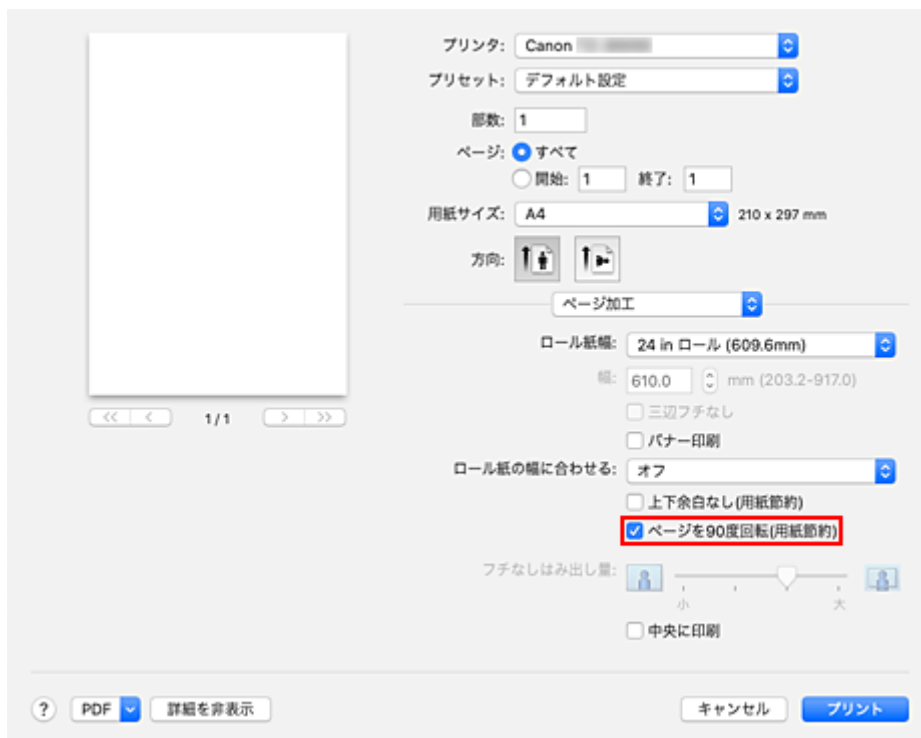 プリンタ: Canon
プリセット: デフォルト設定
部数: 1
ページ: すべて
開始: 1 終了: 1
用紙サイズ: A4 210 x 297 mm
方向:
ページ加工
ロール紙幅: 24 in ロール (609.6mm)
幅: 610.0 mm (203.2-917.0)
三辺フチなし
バナー印刷
ロール紙の幅に合わせる: オフ
上下余白なし(用紙節約)
ページを90度回転(用紙節約)
フチなしはみ出し量:
小 大
中央に印刷
<< < 1/1 > >>
? PDF 詳細を非表示 キャンセル プリント